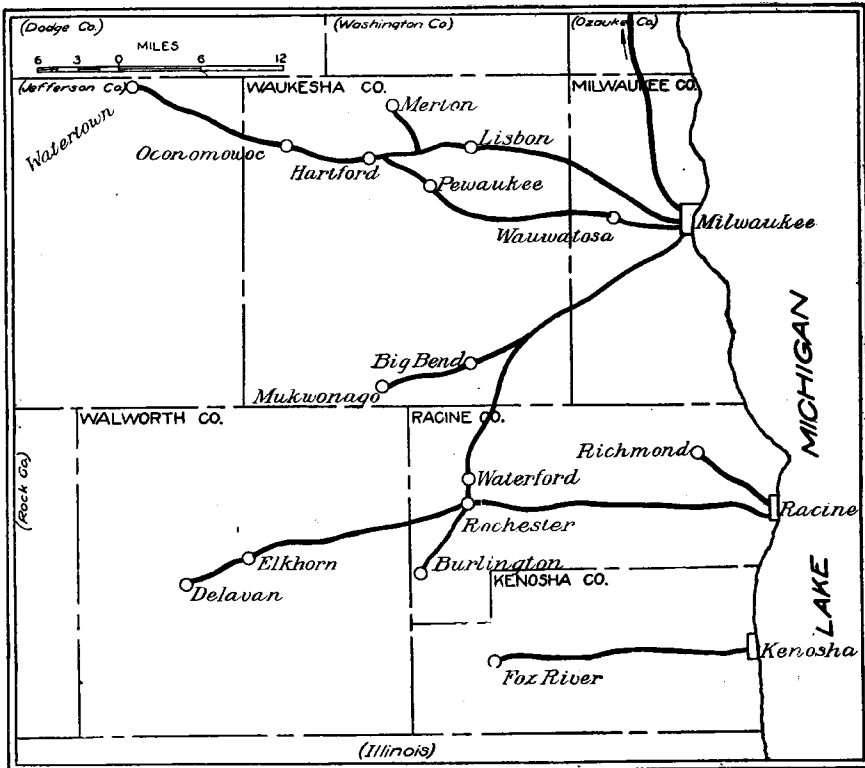 (Dodge Co.)
(Washington Co)
(Ozaukee Co)
MILES
6 3 0 6 12
(Jefferson Co)
WAUKESHA CO.
MILWAUKEE CO.
Merton
Watertown
Oconomowoc
Hartford
Lisbon
Pewaukee
Wauwatosa
Milwaukee
Big Bend
Mukwonago
LAKE MICHIGAN
WALWORTH CO.
RACINE CO.
Richmond
(Rock Co)
Waterford
Rochester
Racine
Elkhorn
Burlington
Delavan
KENOSHA CO.
Kenosha
Fox River
(Illinois)